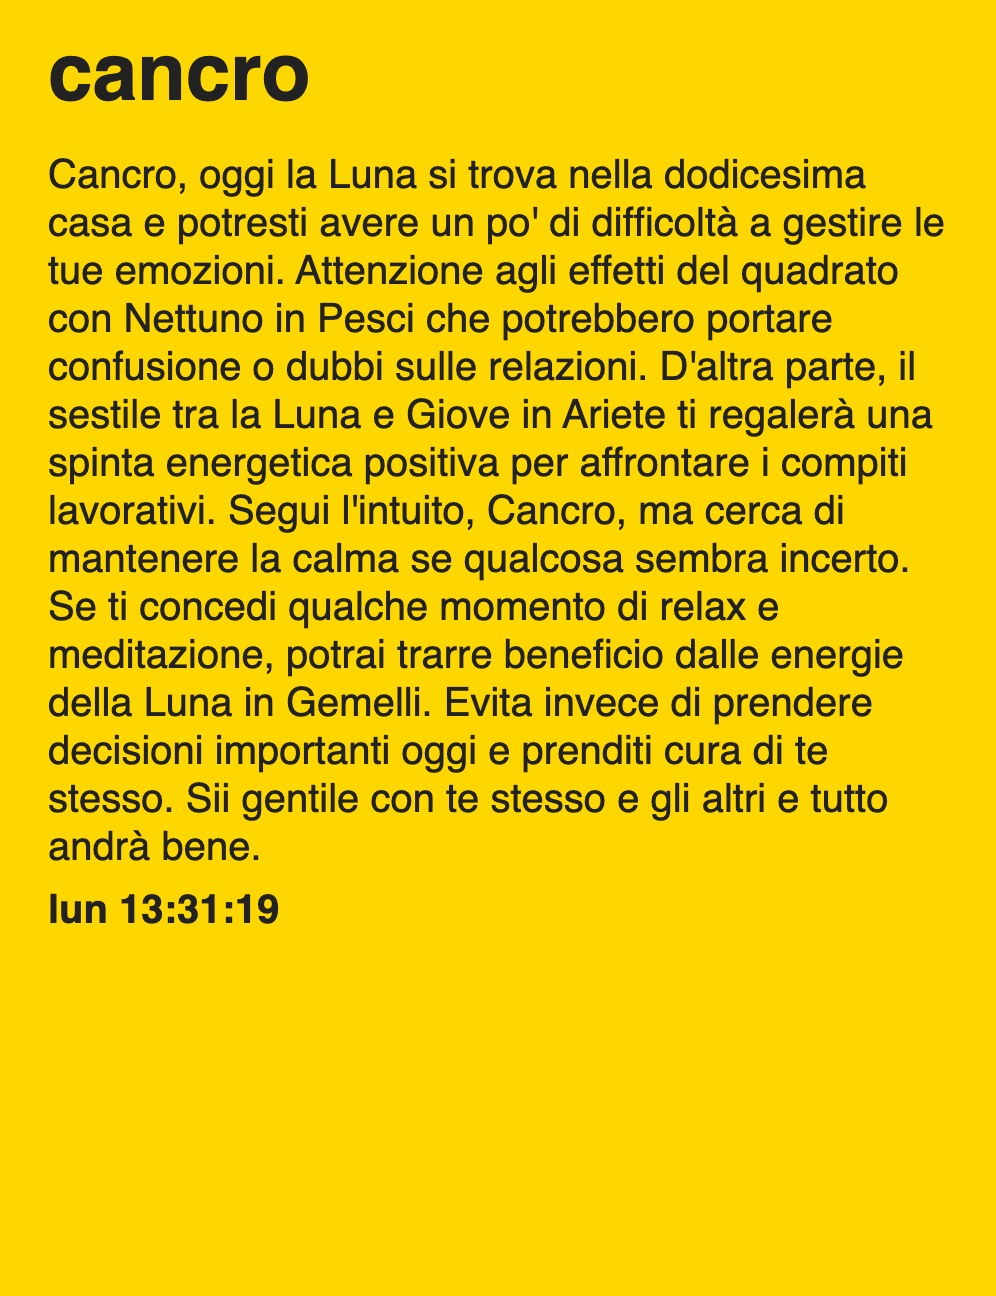 cancro
Cancro, oggi la Luna si trova nella dodicesima
casa e potresti avere un po' di difficoltà a gestire le
tue emozioni. Attenzione agli effetti del quadrato
con Nettuno in Pesci che potrebbero portare
confusione o dubbi sulle relazioni. D'altra parte, il
sestile tra la Luna e Giove in Ariete ti regalerà una
spinta energetica positiva per affrontare i compiti
lavorativi. Segui l'intuito, Cancro, ma cerca di
mantenere la calma se qualcosa sembra incerto.
Se ti concedi qualche momento di relax e
meditazione, potrai trarre beneficio dalle energie
della Luna in Gemelli. Evita invece di prendere
decisioni importanti oggi e prenditi cura di te
stesso. Sii gentile con te stesso e gli altri e tutto
andrà bene.
lun 13:31:19